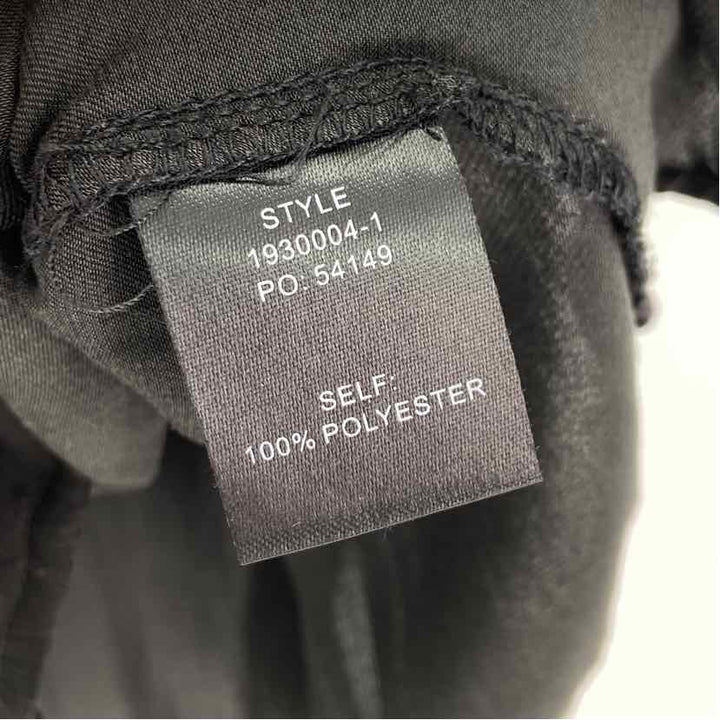 STYLE
1930004-1
PO: 54149
SELF:
100% POLYESTER